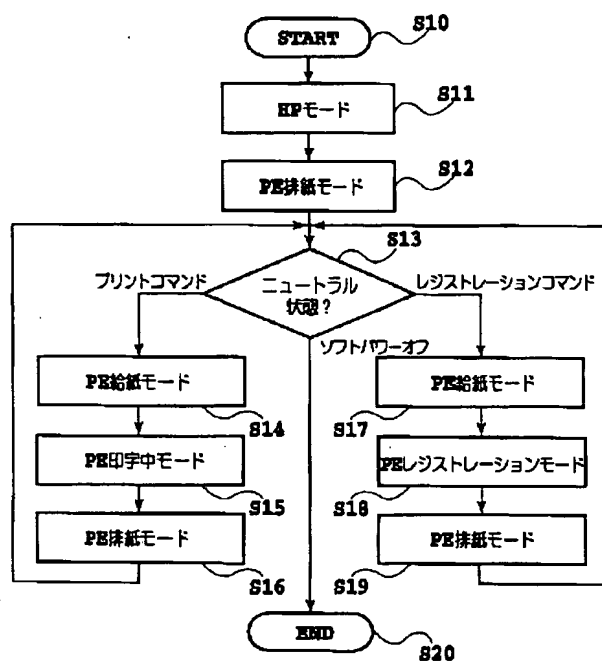 START
S10
HPモード
S11
PE排紙モード
S12
S13
ニュートラル
状態?
プリントコマンド
レジストレーションコマンド
ソフトパワーオフ
PE給紙モード
S14
PE印字中モード
S15
PE排紙モード
S16
PE給紙モード
S17
PEレジストレーションモード
S18
PE排紙モード
S19
END
S20